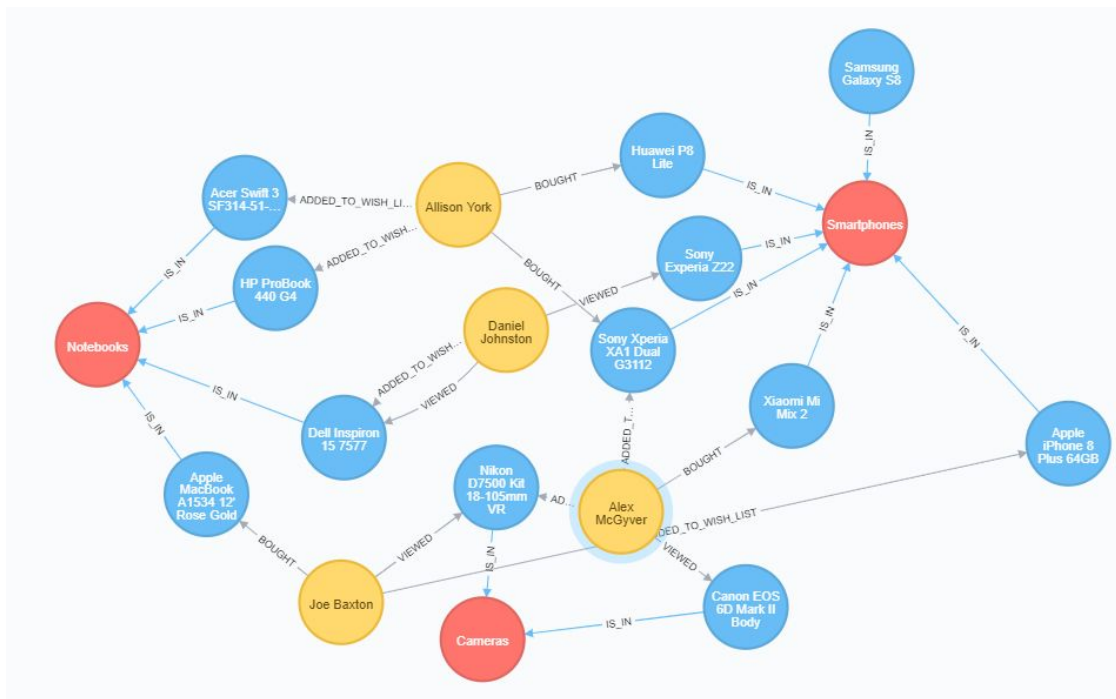 Samsung
Galaxy S8
IS_IN
Huawei P8
Lite
BOUGHT
IS_IN
Acer Swift 3
SF314-51-...
ADDED_TO_WISH_LI...
Allison York
Smartphones
ADDED_TO_WISH...
IS_IN
Sony
Experia Z22
IS_IN
BOUGHT
HP ProBook
440 G4
IS_IN
IS_IN
VIEWED
Daniel
Johnston
Notebooks
ADDED_TO_WISH...
Sony Xperia
XA1 Dual
G3112
IS_IN
IS_IN
VIEWED
IS_IN
Xiaomi Mi
Mix 2
ADDED_T...
IS_IN
Dell Inspiron
15 7577
Apple
iPhone 8
Plus 64GB
BOUGHT
Apple
MacBook
A1534 12'
Rose Gold
Nikon
D7500 Kit
18-105mm
VR
AD...
Alex
McGyver
DDED_TO_WISH_LIST
BOUGHT
VIEWED
IS_IN
VIEWED
Joe Baxton
Canon EOS
6D Mark II
Body
IS_IN
Cameras